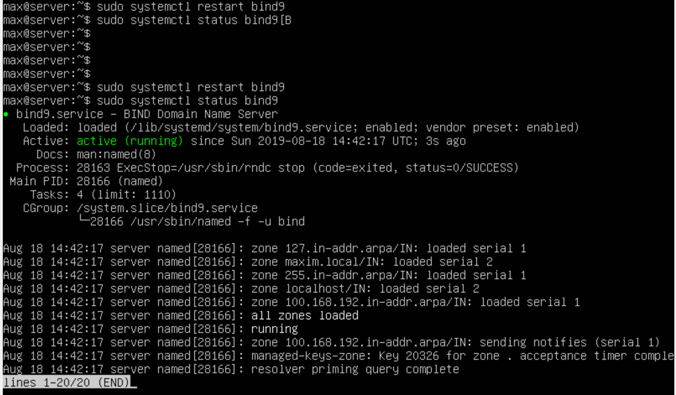 max@server:~$ sudo systemctl restart bind9
max@server:~$ sudo systemctl status bind9[B
max@server:~$
max@server:~$
max@server:~$
max@server:~$
max@server:~$ sudo systemctl restart bind9
max@server:~$ sudo systemctl status bind9
● bind9.service - BIND Domain Name Server
   Loaded: loaded (/lib/systemd/system/bind9.service; enabled; vendor preset: enabled)
   Active: active (running) since Sun 2019-08-18 14:42:17 UTC; 3s ago
     Docs: man:named(8)
  Process: 28163 ExecStop=/usr/sbin/rndc stop (code=exited, status=0/SUCCESS)
 Main PID: 28166 (named)
    Tasks: 4 (limit: 1110)
   CGroup: /system.slice/bind9.service
           └─28166 /usr/sbin/named -f -u bind
Aug 18 14:42:17 server named[28166]: zone 127.in-addr.arpa/IN: loaded serial 1
Aug 18 14:42:17 server named[28166]: zone maxim.local/IN: loaded serial 2
Aug 18 14:42:17 server named[28166]: zone 255.in-addr.arpa/IN: loaded serial 1
Aug 18 14:42:17 server named[28166]: zone localhost/IN: loaded serial 2
Aug 18 14:42:17 server named[28166]: zone 100.168.192.in-addr.arpa/IN: loaded serial 1
Aug 18 14:42:17 server named[28166]: all zones loaded
Aug 18 14:42:17 server named[28166]: running
Aug 18 14:42:17 server named[28166]: zone 100.168.192.in-addr.arpa/IN: sending notifies (serial 1)
Aug 18 14:42:17 server named[28166]: managed-keys-zone: Key 20326 for zone . acceptance timer comple
Aug 18 14:42:17 server named[28166]: resolver priming query complete
lines 1-20/20 (END)